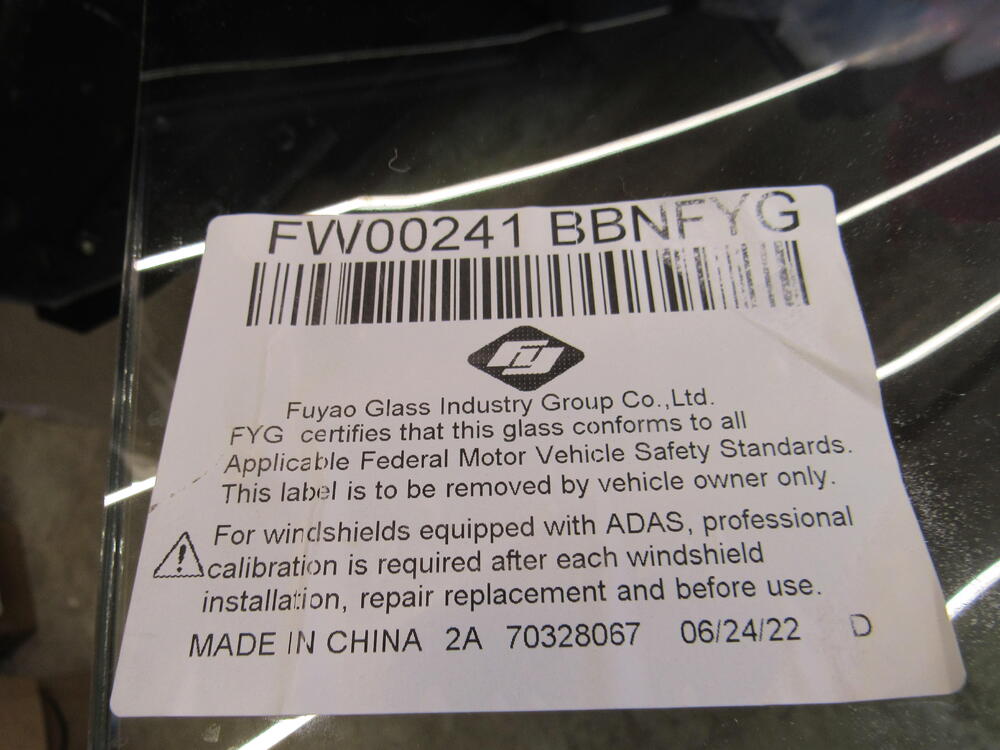 FW00241 BBNFYG
FY
Fuyao Glass Industry Group Co.,Ltd.
FYG certifies that this glass conforms to all
Applicable Federal Motor Vehicle Safety Standards.
This label is to be removed by vehicle owner only.
For windshields equipped with ADAS, professional
calibration is required after each windshield
installation, repair replacement and before use.
MADE IN CHINA 2A 70328067 06/24/22 D